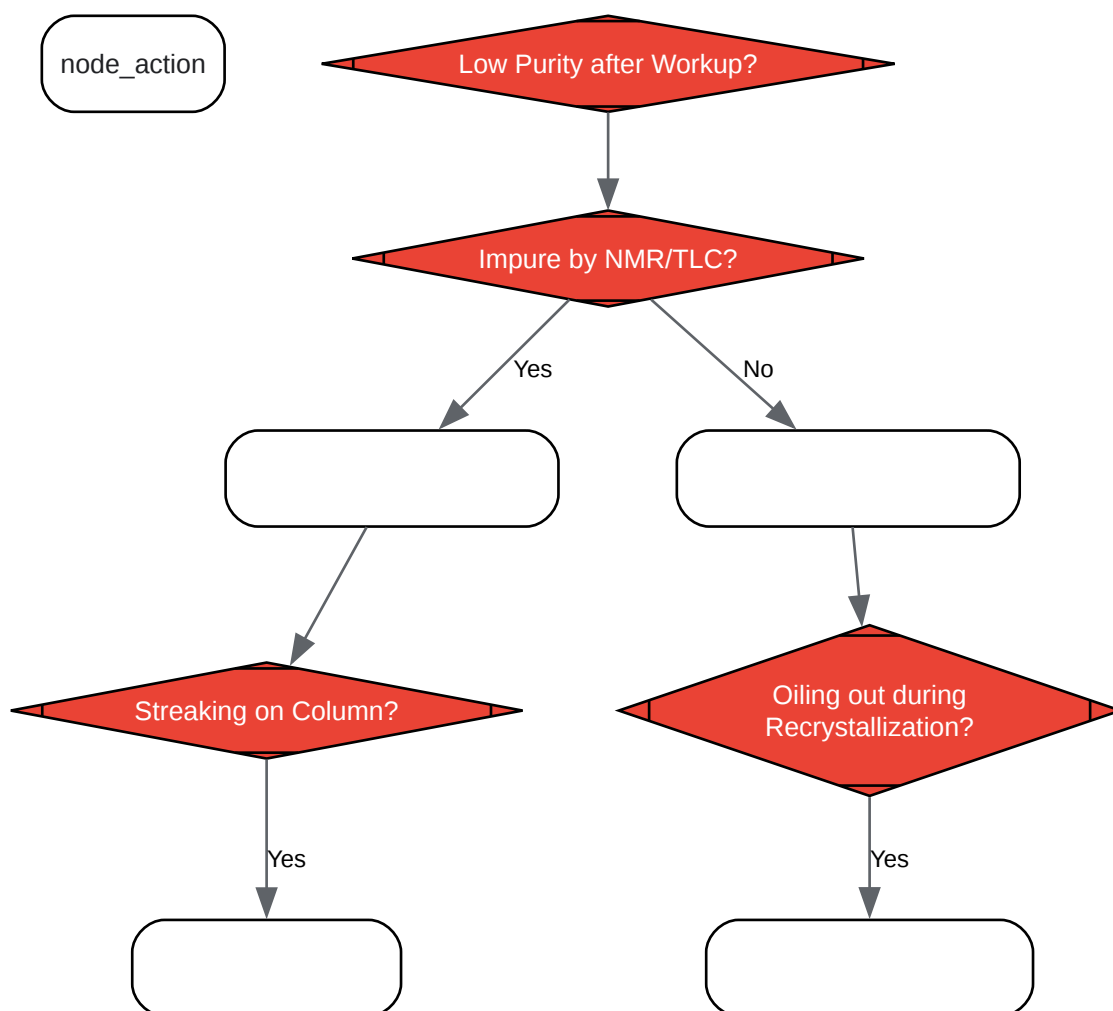 node_action
Low Purity after Workup?
Impure by NMR/TLC?
Yes
No
Streaking on Column?
Oiling out during
Recrystallization?
Yes
Yes